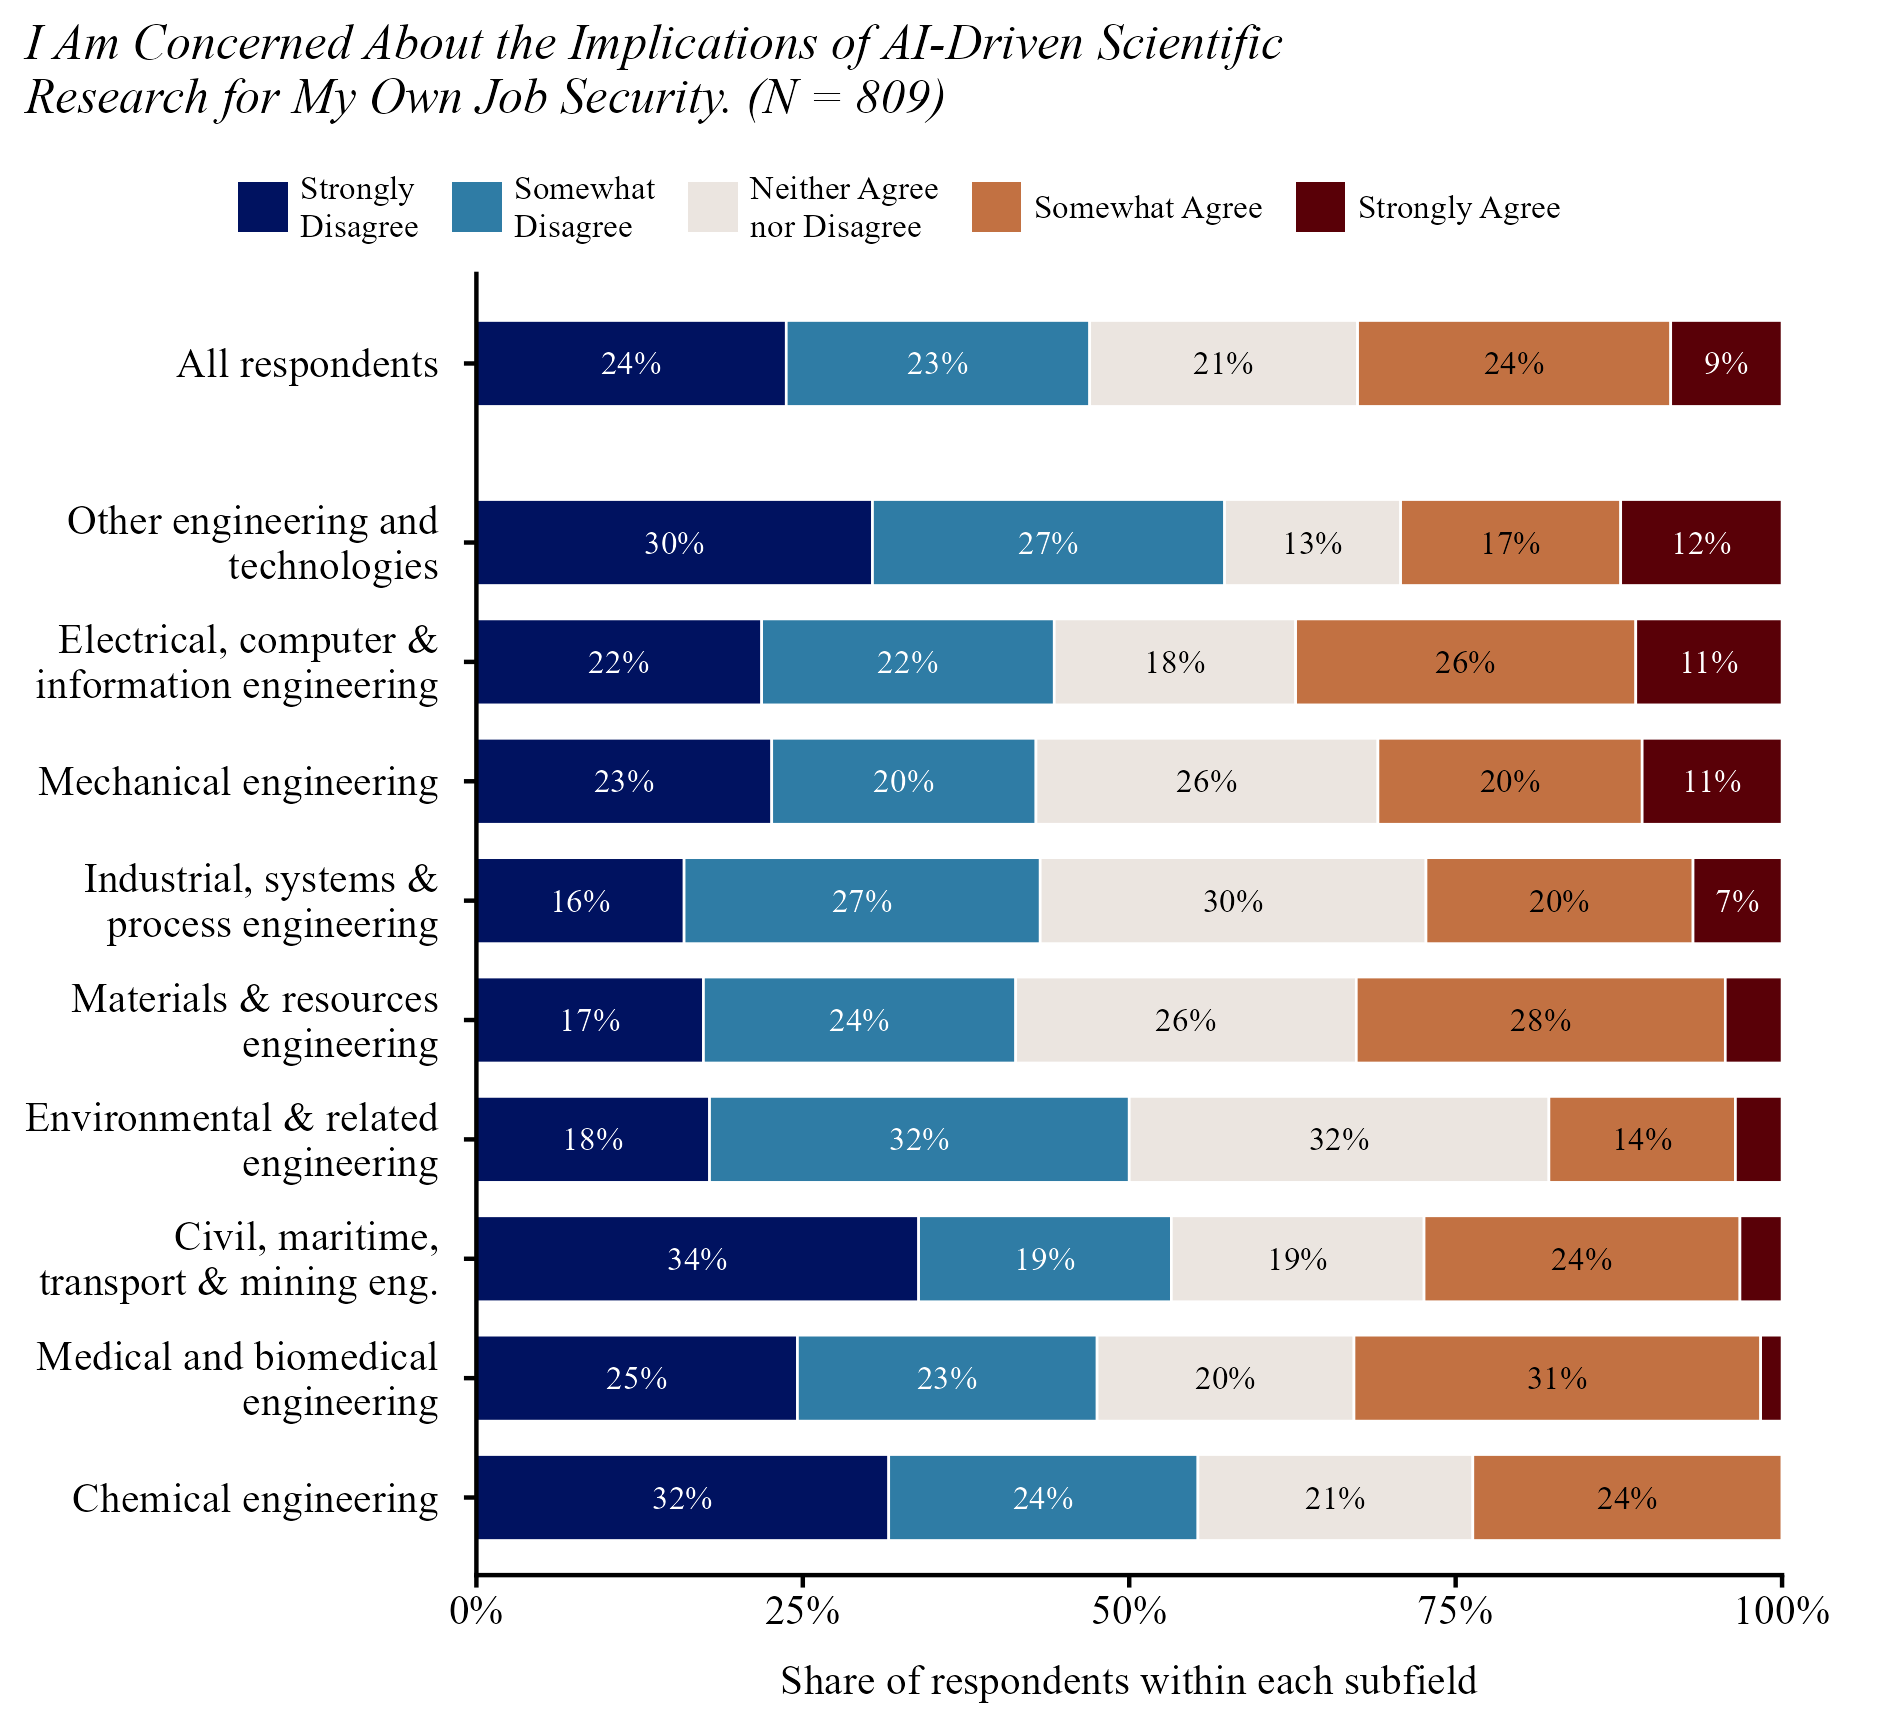 I Am Concerned About the Implications of AI-Driven Scientific
Research for My Own Job Security. (N = 809)
Strongly
Disagree
Somewhat
Disagree
Neither Agree
nor Disagree
Somewhat Agree
Strongly Agree
All respondents
24% 23% 21% 24% 9%
Other engineering and
technologies
30% 27% 13% 17% 12%
Electrical, computer &
information engineering
22% 22% 18% 26% 11%
Mechanical engineering
23% 20% 26% 20% 11%
Industrial, systems &
process engineering
16% 27% 30% 20% 7%
Materials & resources
engineering
17% 24% 26% 28%
Environmental & related
engineering
18% 32% 32% 14%
Civil, maritime,
transport & mining eng.
34% 19% 19% 24%
Medical and biomedical
engineering
25% 23% 20% 31%
Chemical engineering
32% 24% 21% 24%
0% 25% 50% 75% 100%
Share of respondents within each subfield